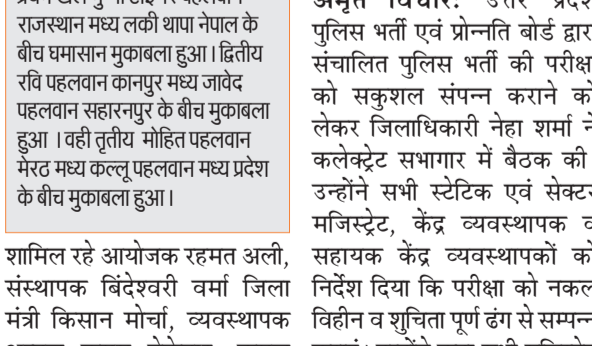 राजस्थान मध्य लकी थापा नेपाल के
बीच घमासान मुकाबला हुआ। द्वितीय
रवि पहलवान कानपुर मध्य जावेद
पहलवान सहारनपुर के बीच मुकाबला
हुआ । वही तृतीय मोहित पहलवान
मेरठ मध्य कल्लू पहलवान मध्य प्रदेश
के बीच मुकाबला हुआ।
शामिल रहे आयोजक रहमत अली,
संस्थापक बिंदेश्वरी वर्मा जिला
मंत्री किसान मोर्चा, व्यवस्थापक
अमृत विचार: उत्तर प्रदेश
पुलिस भर्ती एवं प्रोन्नति बोर्ड द्वारा
संचालित पुलिस भर्ती की परीक्षा
को सकुशल संपन्न कराने को
लेकर जिलाधिकारी नेहा शर्मा ने
कलेक्ट्रेट सभागार में बैठक की
उन्होंने सभी स्टेटिक एवं सेक्टर
मजिस्ट्रेट, केंद्र व्यवस्थापक व
सहायक केंद्र व्यवस्थापकों को
निर्देश दिया कि परीक्षा को नकल
विहीन व शुचिता पूर्ण ढंग से सम्पन्न